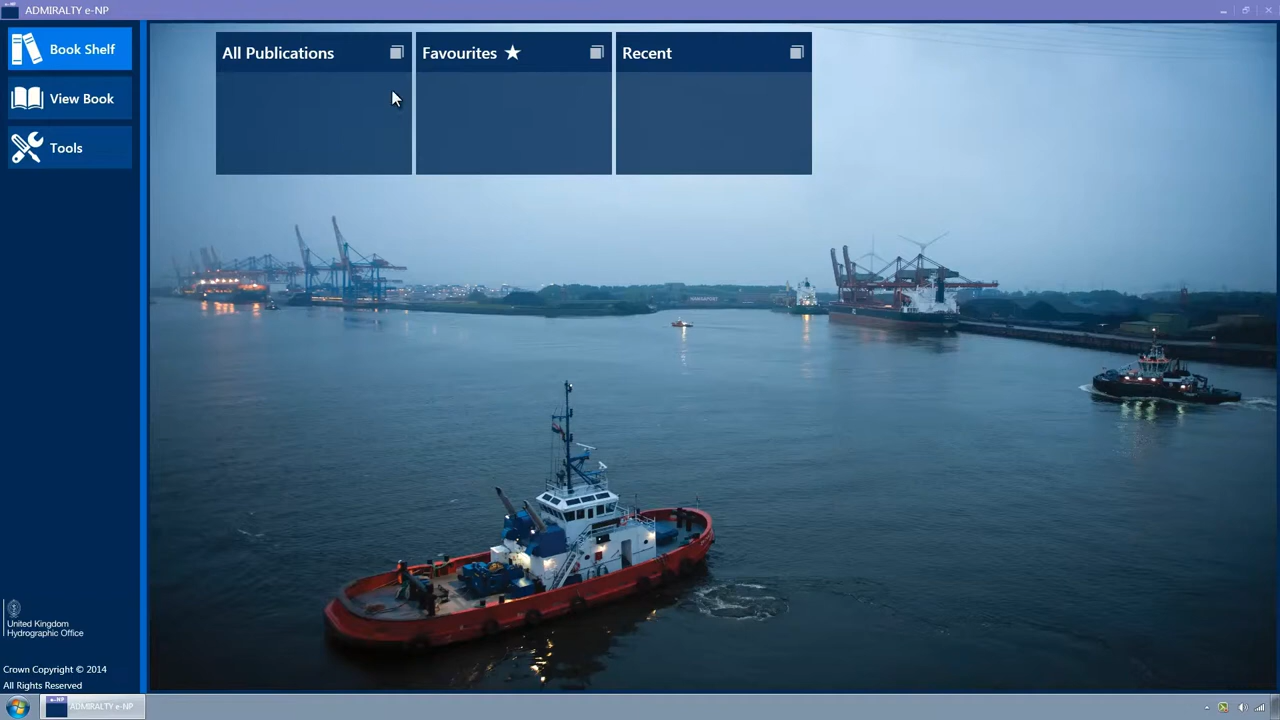 ADMIRALTY e-NP
Book Shelf
View Book
Tools
All Publications
Favourites
Recent
United Kingdom
Hydrographic Office
Crown Copyright © 2014
All Rights Reserved
e-NP
ADMIRALTY e-NP